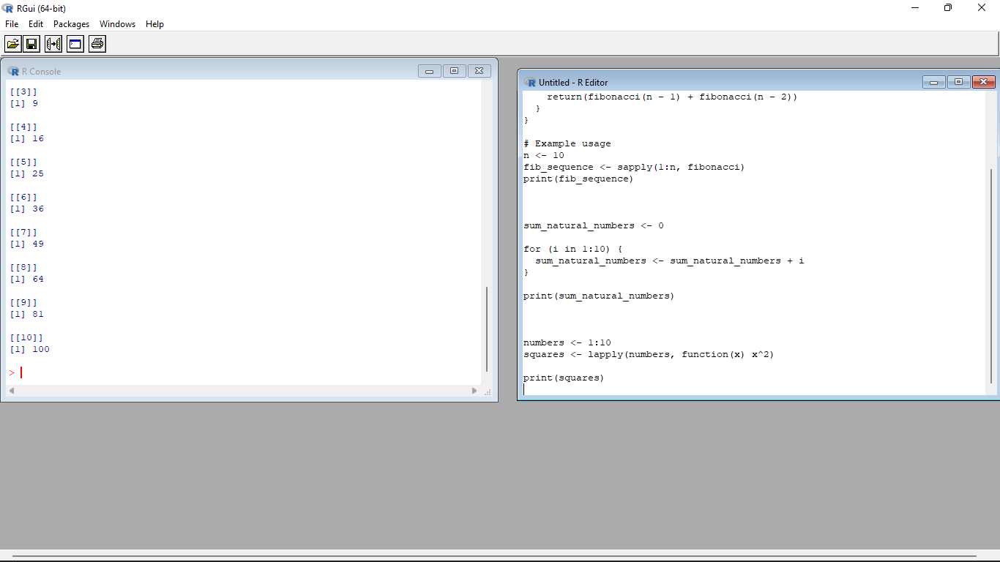 RGui (64-bit)
File Edit Packages Windows Help
R Console
[[3]]
[1] 9
[[4]]
[1] 16
[[5]]
[1] 25
[[6]]
[1] 36
[[7]]
[1] 49
[[8]]
[1] 64
[[9]]
[1] 81
[[10]]
[1] 100
>
Untitled - R Editor
    return(fibonacci(n - 1) + fibonacci(n - 2))
  }
}
# Example usage
n <- 10
fib_sequence <- sapply(1:n, fibonacci)
print(fib_sequence)
sum_natural_numbers <- 0
for (i in 1:10) {
  sum_natural_numbers <- sum_natural_numbers + i
}
print(sum_natural_numbers)
numbers <- 1:10
squares <- lapply(numbers, function(x) x^2)
print(squares)